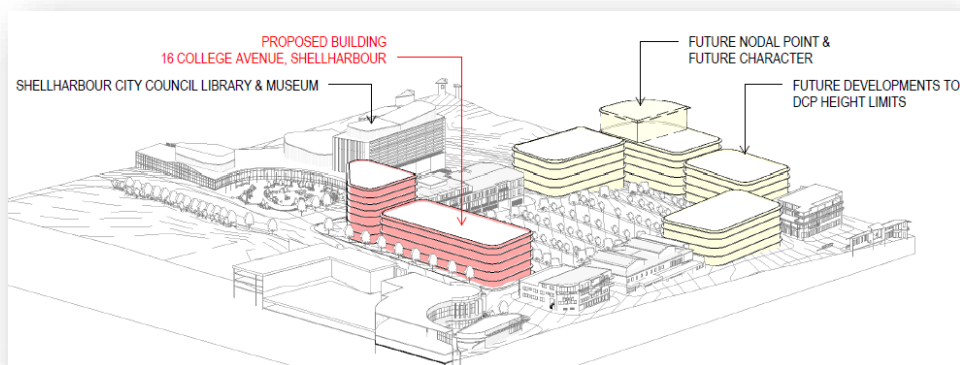 PROPOSED BUILDING
16 COLLEGE AVENUE, SHELLHARBOUR
SHELLHARBOUR CITY COUNCIL LIBRARY & MUSEUM
FUTURE NODAL POINT &
FUTURE CHARACTER
FUTURE DEVELOPMENTS TO
DCP HEIGHT LIMITS